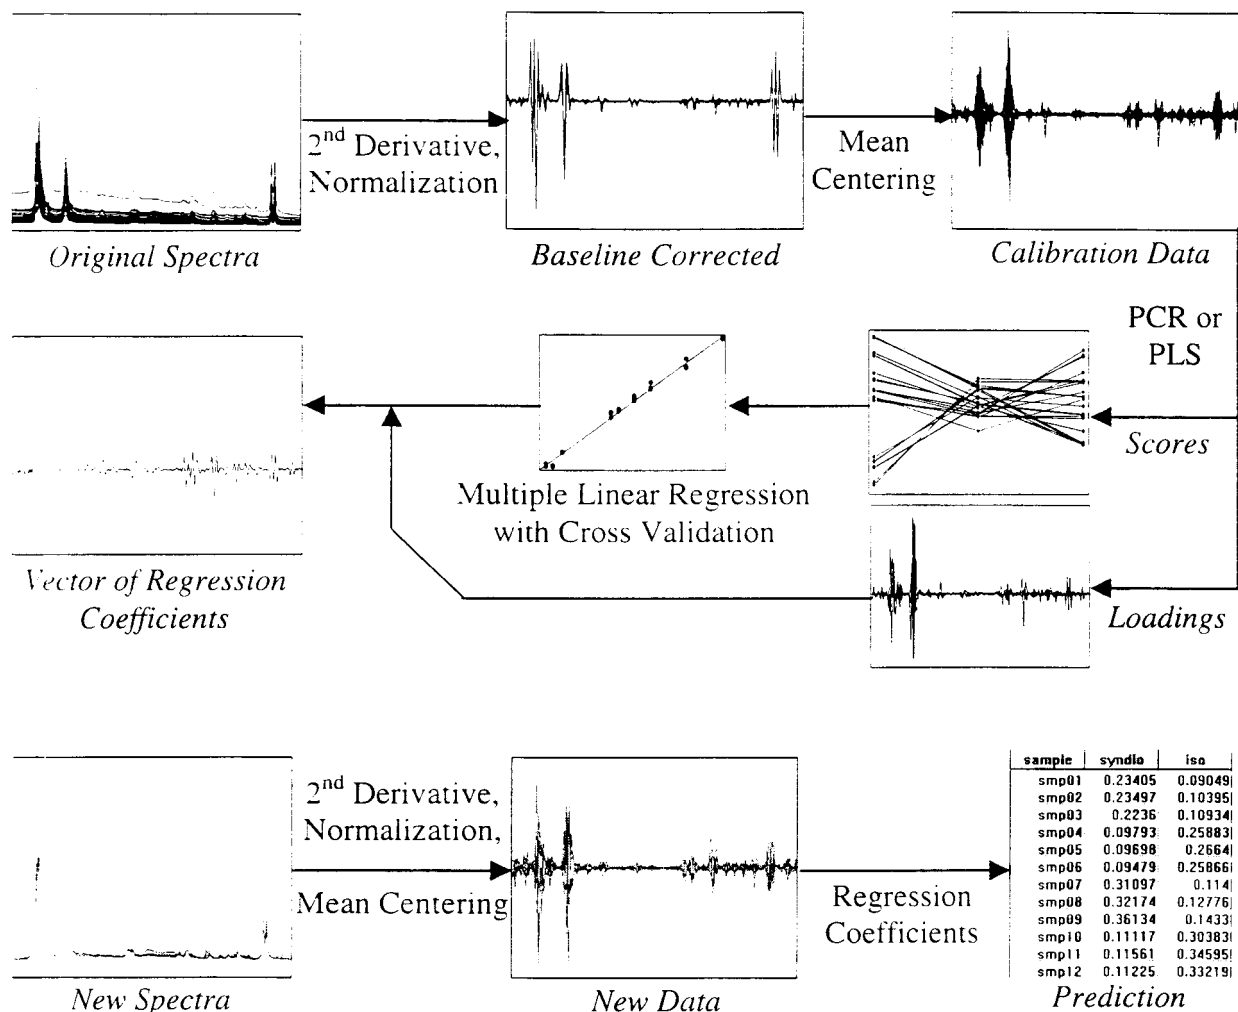 2nd Derivative,
Normalization
Mean
Centering
Original Spectra
Baseline Corrected
Calibration Data
PCR or
PLS
Scores
Multiple Linear Regression
with Cross Validation
Vector of Regression
Coefficients
Loadings
2nd Derivative,
Normalization,
Mean Centering
Regression
Coefficients
sample syndio iso
smp01 0.23405 0.09049
smp02 0.23497 0.10395
smp03 0.2236 0.10934
smp04 0.09793 0.25883
smp05 0.09698 0.2664
smp06 0.09479 0.25866
smp07 0.31097 0.114
smp08 0.32174 0.12776
smp09 0.36134 0.1433
smp10 0.11117 0.30383
smp11 0.11561 0.34595
smp12 0.11225 0.33219
New Spectra
New Data
Prediction